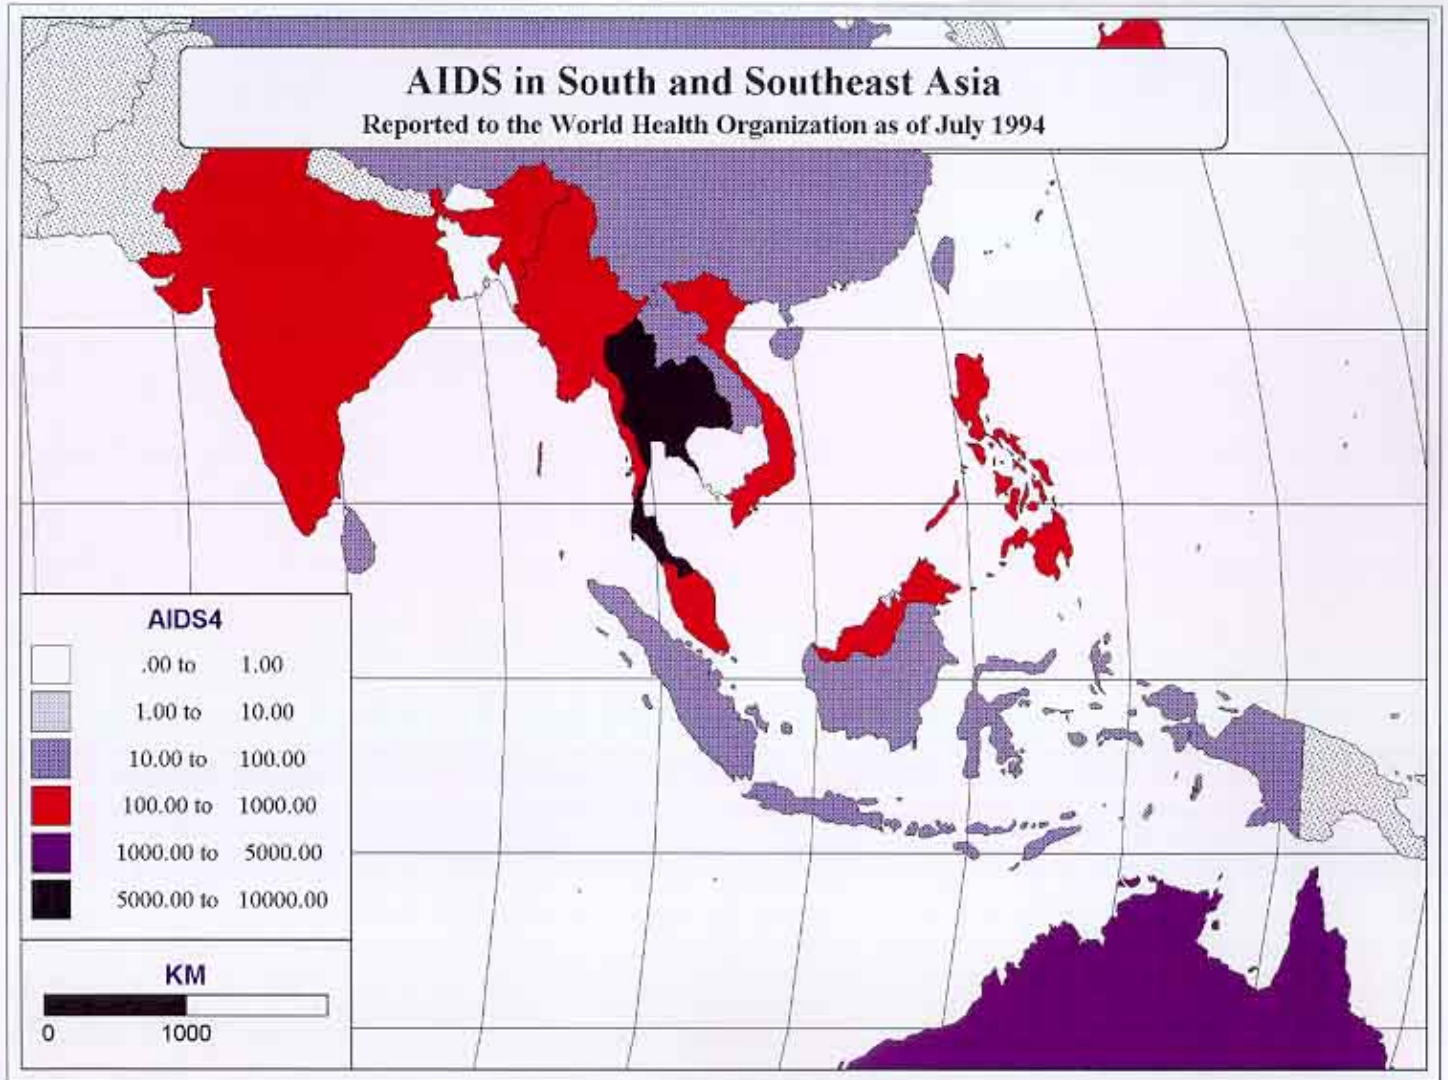 AIDS in South and Southeast Asia
Reported to the World Health Organization as of July 1994
AIDS4
.00 to 1.00
1.00 to 10.00
10.00 to 100.00
100.00 to 1000.00
1000.00 to 5000.00
5000.00 to 10000.00
KM
0 1000